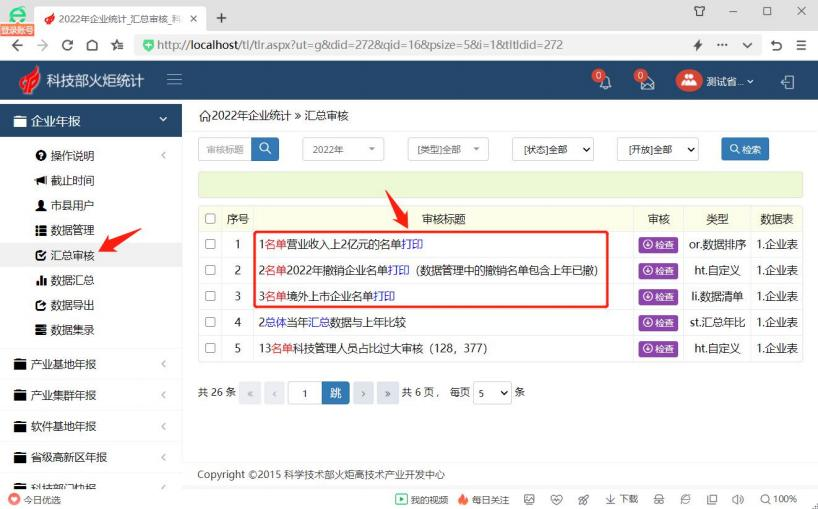 2022年企业统计_汇总审核_科
登录账号
http://localhost/tl/tlr.aspx?ut=g&did=272&qid=16&psize=5&i=1&tltldid=272
科技部火炬统计
0
0
测试省...
企业年报
操作说明
截止时间
市县用户
数据管理
汇总审核
数据汇总
数据导出
数据集录
产业基地年报
产业集群年报
软件基地年报
省级高新区年报
科技部门快报
2022年企业统计 » 汇总审核
审核标题
2022年
[类型]全部
[状态]全部
[开放]全部
检索
序号 审核标题 审核 类型 数据表
1 1名单营业收入上2亿元的名单打印 检查 or.数据排序 1.企业表
2 2名单2022年撤销企业名单打印（数据管理中的撤销名单包含上年已撤） 检查 ht.自定义 1.企业表
3 3名单境外上市企业名单打印 检查 li.数据清单 1.企业表
4 2总体当年汇总数据与上年比较 检查 st.汇总年比 1.企业表
5 13名单科技管理人员占比过大审核（128，377） 检查 ht.自定义 1.企业表
共 26 条 « ‹ 1 跳 › » 共 6 页， 每页 5 条
Copyright ©2015 科学技术部火炬高技术产业开发中心
今日优选
我的视频
每日关注
下载
100%